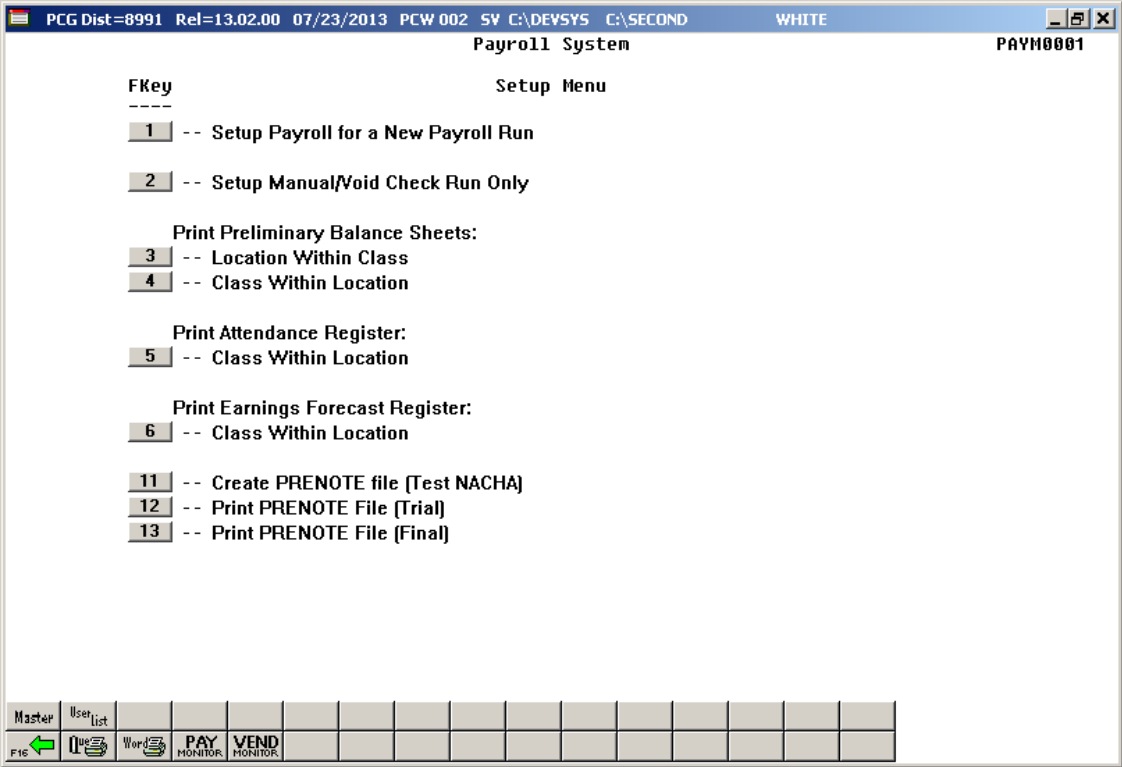 PCG Dist=8991 Rel=13.02.00 07/23/2013 PCW 002 SV C:\DEVSYS C:\SECOND WHITE
Payroll System PAYM0001
FKey Setup Menu
----
1 -- Setup Payroll for a New Payroll Run
2 -- Setup Manual/Void Check Run Only
Print Preliminary Balance Sheets:
3 -- Location Within Class
4 -- Class Within Location
Print Attendance Register:
5 -- Class Within Location
Print Earnings Forecast Register:
6 -- Class Within Location
11 -- Create PRENOTE file (Test NACHA)
12 -- Print PRENOTE File (Trial)
13 -- Print PRENOTE File (Final)
Master User List
F16 Que Word PAY MONITOR VEND MONITOR